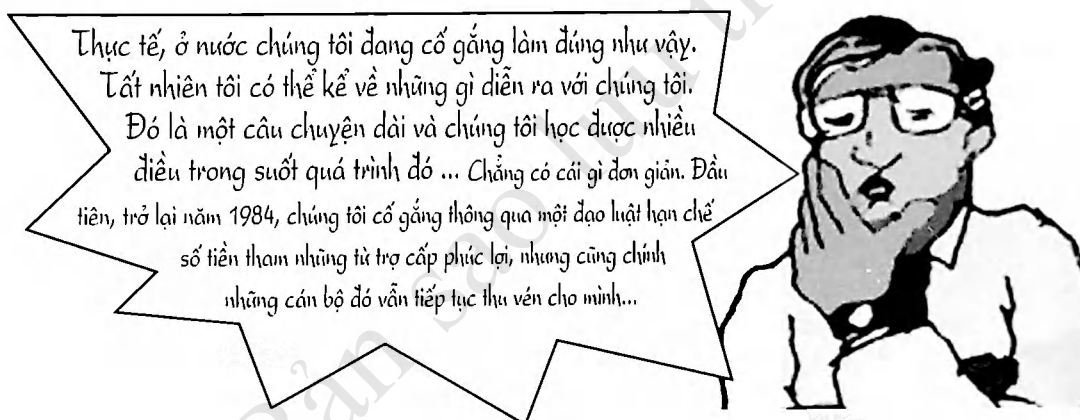 Thực tế, ở nước chúng tôi đang cố gắng làm đúng như vậy.
Tất nhiên tôi có thể kể về những gì diễn ra với chúng tôi.
Đó là một câu chuyện dài và chúng tôi học được nhiều
điều trong suốt quá trình đó ... Chẳng có cái gì đơn giản. Đầu
tiên, trở lại năm 1984, chúng tôi cố gắng thông qua một đạo luật hạn chế
số tiền tham nhũng từ trợ cấp phúc lợi, nhưng cũng chính
những cán bộ đó vẫn tiếp tục thu vén cho mình...
Bản sao lưu